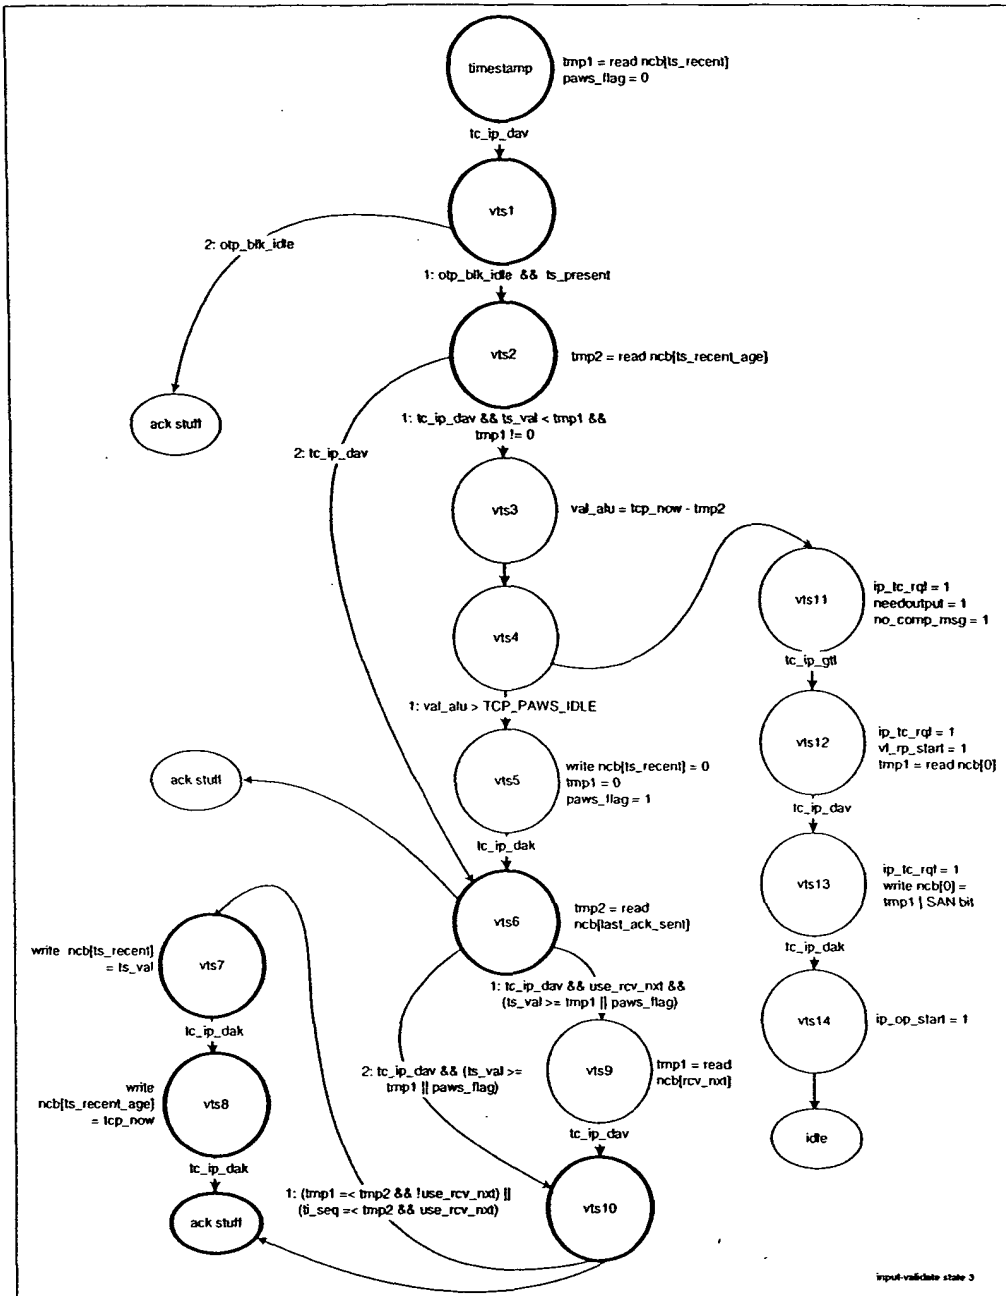 timestamp
tmp1 = read ncb[ts_recent]
paws_flag = 0
tc_ip_dav
vts1
2: otp_blk_idle
1: otp_blk_idle && ts_present
vts2
tmp2 = read ncb[ts_recent_age]
ack stuff
1: tc_ip_dav && ts_val < tmp1 &&
tmp1 != 0
2: tc_ip_dav
vts3
val_alu = tcp_now - tmp2
vts4
vts11
ip_tc_rqt = 1
needoutput = 1
no_comp_msg = 1
tc_ip_gtl
1: val_alu > TCP_PAWS_IDLE
vts5
write ncb[ts_recent] = 0
tmp1 = 0
paws_flag = 1
vts12
ip_tc_rqt = 1
vt_rp_start = 1
tmp1 = read ncb[0]
ack stuff
tc_ip_dav
tc_ip_dak
vts13
ip_tc_rqt = 1
write ncb[0] =
tmp1 | SAN bit
vts6
tmp2 = read
ncb[last_ack_sent]
tc_ip_dak
write ncb[ts_recent]
= ts_val
vts7
1: tc_ip_dav && use_rcv_nxt &&
(ts_val >= tmp1 || paws_flag)
vts14
ip_op_start = 1
tc_ip_dak
2: tc_ip_dav && (ts_val >=
tmp1 || paws_flag)
vts9
tmp1 = read
ncb[rcv_nxt]
write
ncb[ts_recent_age]
= tcp_now
vts8
tc_ip_dav
idle
tc_ip_dak
1: (tmp1 =< tmp2 && !use_rcv_nxt) ||
(ti_seq =< tmp2 && use_rcv_nxt)
ack stuff
vts10
input-validate state 3